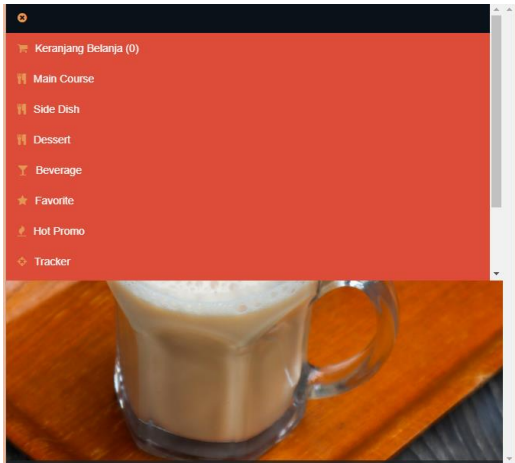 Keranjang Belanja (0)
Main Course
Side Dish
Dessert
Beverage
Favorite
Hot Promo
Tracker